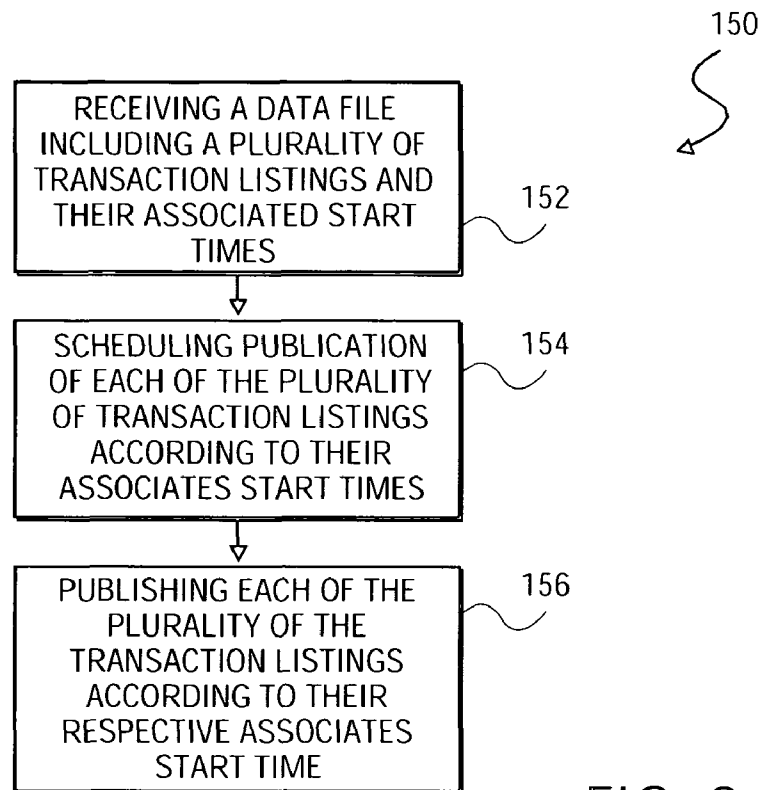 150
RECEIVING A DATA FILE
INCLUDING A PLURALITY OF
TRANSACTION LISTINGS AND
THEIR ASSOCIATED START
TIMES
152
SCHEDULING PUBLICATION
OF EACH OF THE PLURALITY
OF TRANSACTION LISTINGS
ACCORDING TO THEIR
ASSOCIATES START TIMES
154
PUBLISHING EACH OF THE
PLURALITY OF THE
TRANSACTION LISTINGS
ACCORDING TO THEIR
RESPECTIVE ASSOCIATES
START TIME
156